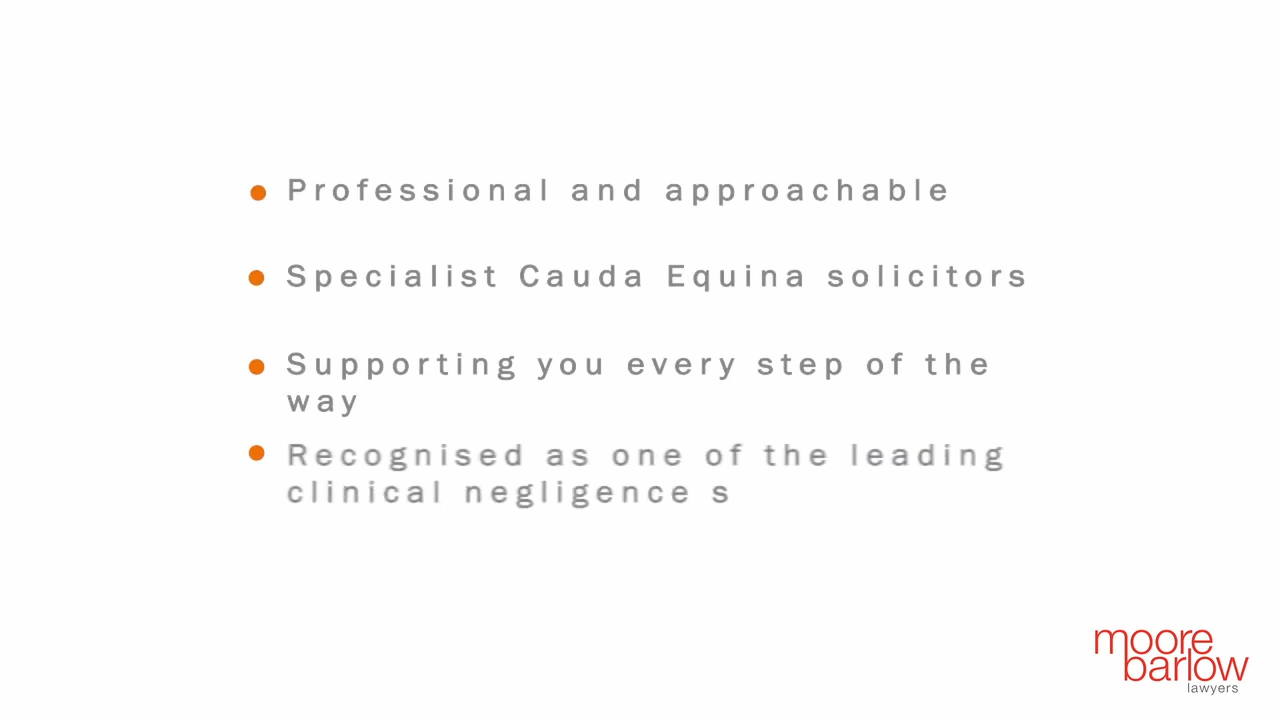 Professional and approachable
Specialist Cauda Equina solicitors
Supporting you every step of the
way
Recognised as one of the leading
clinical negligence s
moore
barlow
lawyers